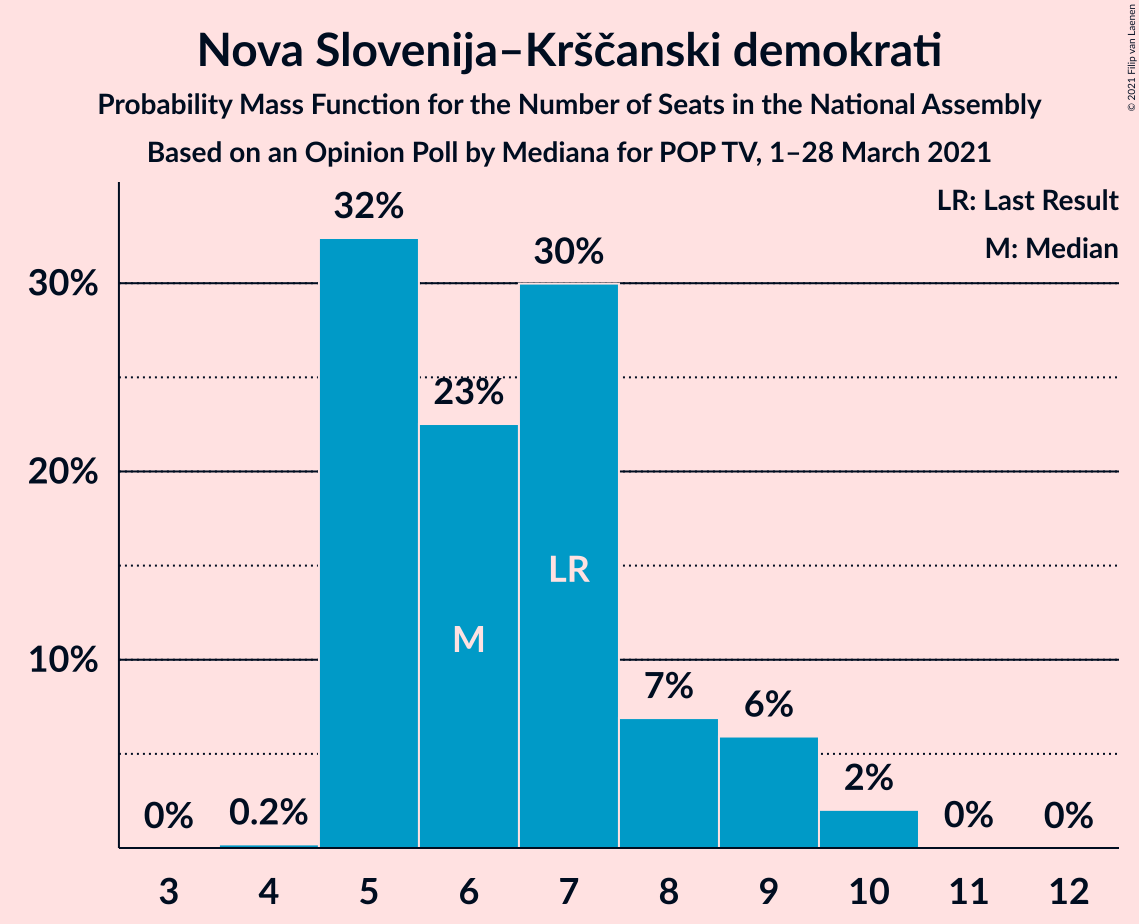 Nova Slovenija–Krščanski demokrati
Probability Mass Function for the Number of Seats in the National Assembly
Based on an Opinion Poll by Mediana for POP TV, 1–28 March 2021
© 2021 Filip van Laenen
LR: Last Result
M: Median
30%
20%
10%
0%
0.2%
32%
23%
30%
7%
6%
2%
0%
0%
M
LR
3 4 5 6 7 8 9 10 11 12